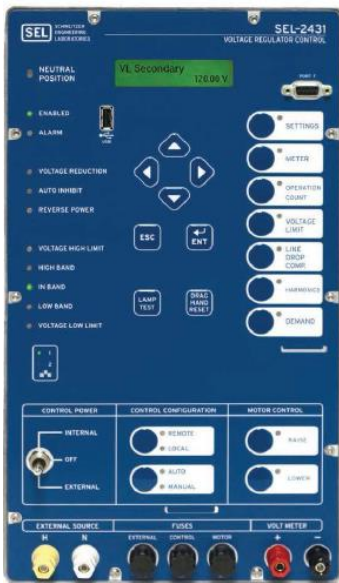 SEL SCHWEITZER ENGINEERING LABORATORIES
SEL-2431
VOLTAGE REGULATOR CONTROL
NEUTRAL POSITION
VL Secondary
120.00 V
PORT F
ENABLED
ALARM
USB
VOLTAGE REDUCTION
AUTO INHIBIT
REVERSE POWER
VOLTAGE HIGH LIMIT
HIGH BAND
IN BAND
LOW BAND
VOLTAGE LOW LIMIT
1
2
ESC
ENT
LAMP TEST
DRAG HAND RESET
SETTINGS
METER
OPERATION COUNT
VOLTAGE LIMIT
LINE DROP COMP.
HARMONICS
DEMAND
CONTROL POWER
INTERNAL
OFF
EXTERNAL
CONTROL CONFIGURATION
REMOTE
LOCAL
AUTO
MANUAL
MOTOR CONTROL
RAISE
LOWER
EXTERNAL SOURCE
H N
FUSES
EXTERNAL CONTROL MOTOR
VOLT METER
+ −